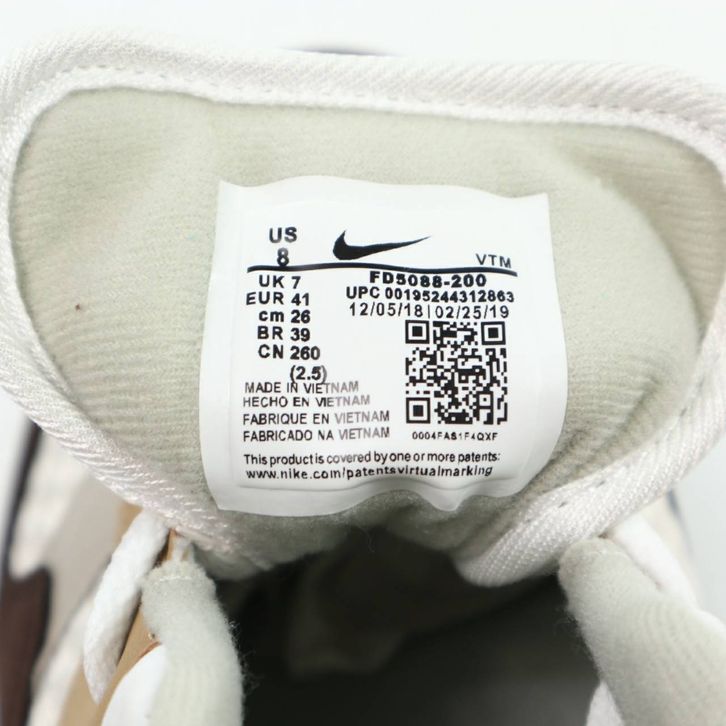 US
8
VTM
UK 7
FD5088-200
EUR 41
UPC 00195244312863
cm 26
12/05/18|02/25/19
BR 39
CN 260
(2.5)
MADE IN VIETNAM
HECHO EN VIETNAM
FABRIQUE EN VIETNAM
FABRICADO NA VIETNAM
0004FAS1F4QXF
This product is covered by one or more patents:
www.nike.com/patentsvirtualmarking